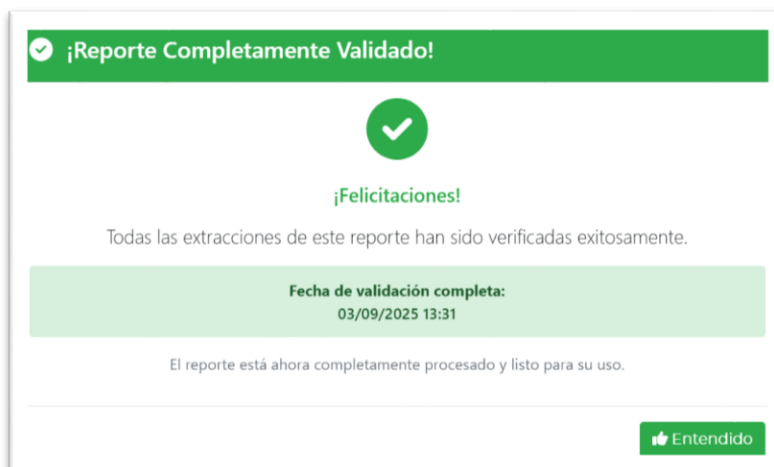 ¡Reporte Completamente Validado!
¡Felicitaciones!
Todas las extracciones de este reporte han sido verificadas exitosamente.
Fecha de validación completa:
03/09/2025 13:31
El reporte está ahora completamente procesado y listo para su uso.
Entendido